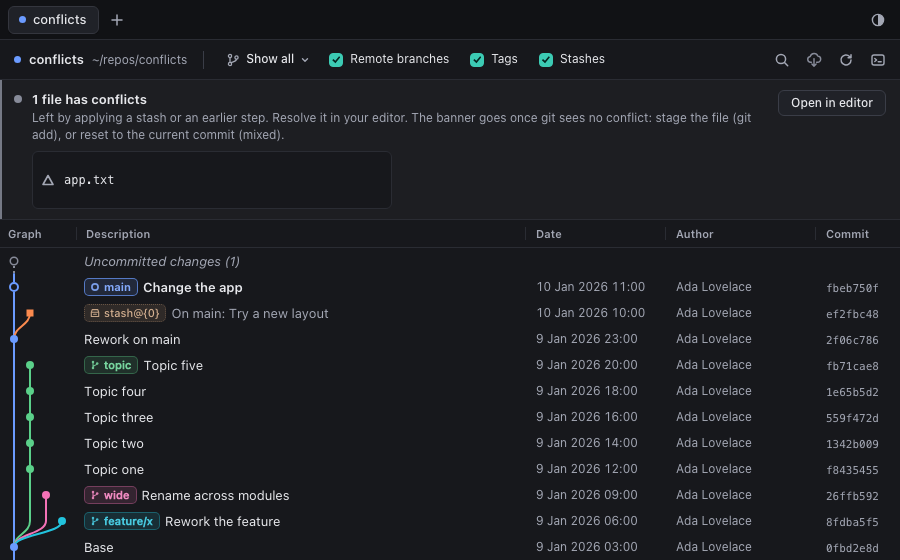 conflicts
conflicts ~/repos/conflicts Show all Remote branches Tags Stashes
1 file has conflicts
Open in editor
Left by applying a stash or an earlier step. Resolve it in your editor. The banner goes once git sees no conflict: stage the file (git
add), or reset to the current commit (mixed).
app.txt
Graph Description Date Author Commit
Uncommitted changes (1)
main Change the app 10 Jan 2026 11:00 Ada Lovelace fbeb750f
stash@{0} On main: Try a new layout 10 Jan 2026 10:00 Ada Lovelace ef2fbc48
Rework on main 9 Jan 2026 23:00 Ada Lovelace 2f06c786
topic Topic five 9 Jan 2026 20:00 Ada Lovelace fb71cae8
Topic four 9 Jan 2026 18:00 Ada Lovelace 1e65b5d2
Topic three 9 Jan 2026 16:00 Ada Lovelace 559f472d
Topic two 9 Jan 2026 14:00 Ada Lovelace 1342b009
Topic one 9 Jan 2026 12:00 Ada Lovelace f8435455
wide Rename across modules 9 Jan 2026 09:00 Ada Lovelace 26ffb592
feature/x Rework the feature 9 Jan 2026 06:00 Ada Lovelace 8fdba5f5
Base 9 Jan 2026 03:00 Ada Lovelace 0fbd2e8d